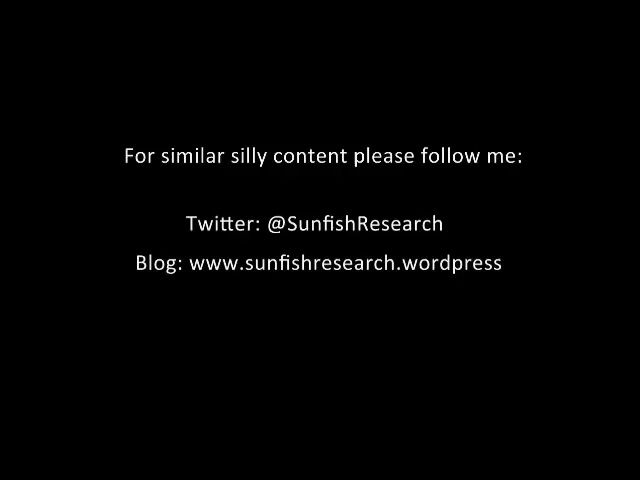 For similar silly content please follow me:
Twitter: @SunfishResearch
Blog: www.sunfishresearch.wordpress